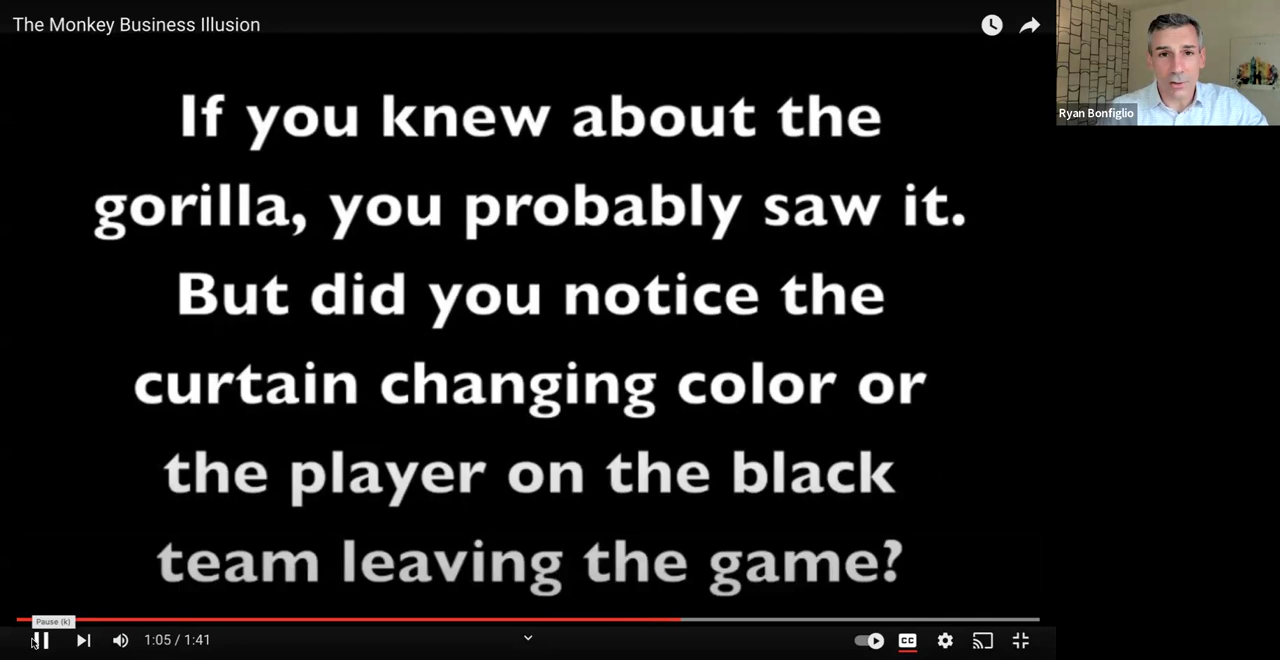 The Monkey Business Illusion
If you knew about the
gorilla, you probably saw it.
But did you notice the
curtain changing color or
the player on the black
team leaving the game?
Ryan Bonfiglio
Pause (k)
1:05 / 1:41
CC